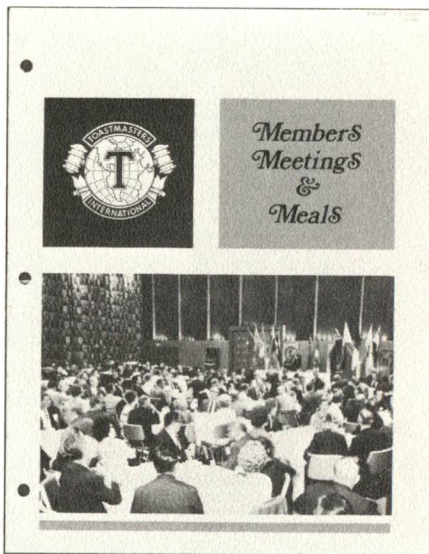 TOASTMASTERS
T
INTERNATIONAL
Members
Meetings
&
Meals